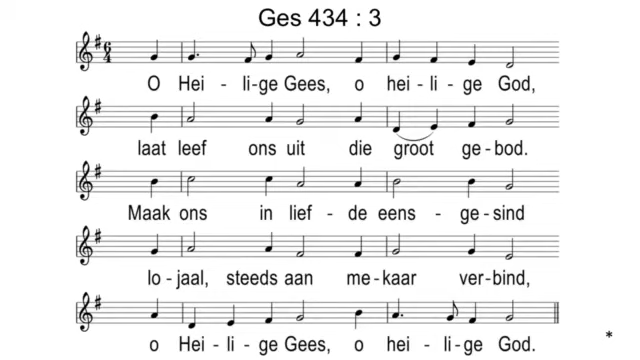 Ges 434 : 3
6
4
O Hei - li-ge Gees, o hei - li - ge God,
laat leef ons uit die groot ge-bod.
Maak ons in lief - de eens - ge - sind
lo-jaal, steeds aan me-kaar ver-bind,
o Hei-li-ge Gees, o hei - li-ge God.
*